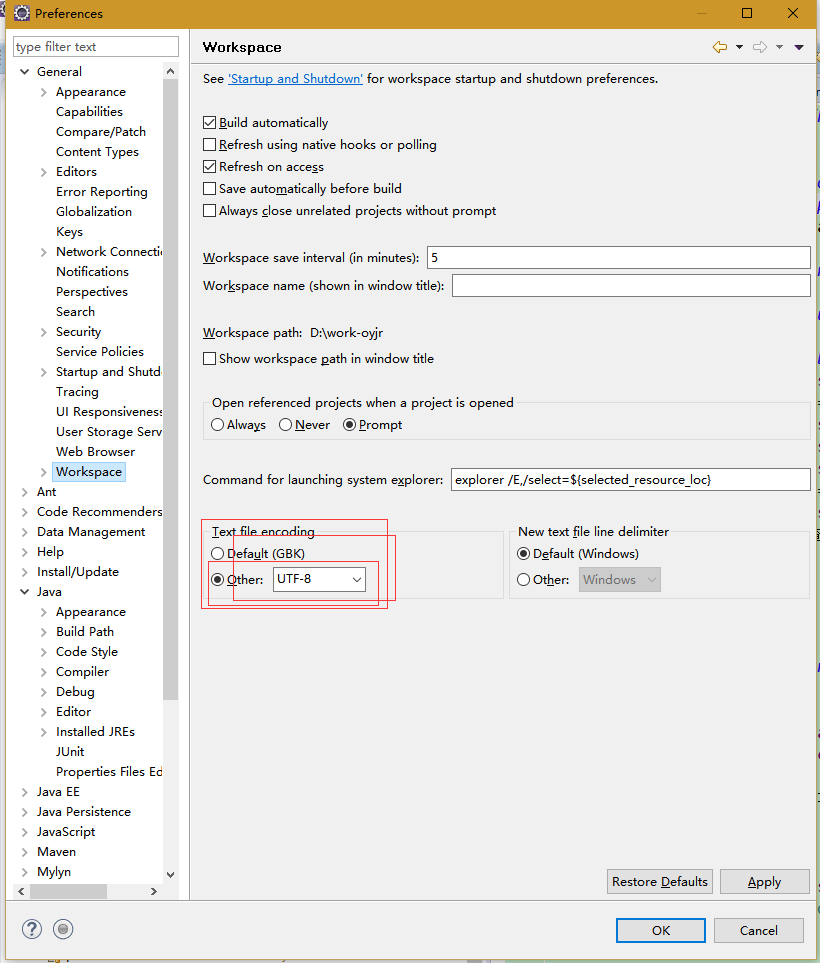 Preferences
type filter text
General
Appearance
Capabilities
Compare/Patch
Content Types
Editors
Error Reporting
Globalization
Keys
Network Connectic
Notifications
Perspectives
Search
Security
Service Policies
Startup and Shutd
Tracing
UI Responsiveness
User Storage Serv
Web Browser
Workspace
Ant
Code Recommenders
Data Management
Help
Install/Update
Java
Appearance
Build Path
Code Style
Compiler
Debug
Editor
Installed JREs
JUnit
Properties Files Ed
Java EE
Java Persistence
JavaScript
Maven
Mylyn
Workspace
See 'Startup and Shutdown' for workspace startup and shutdown preferences.
Build automatically
Refresh using native hooks or polling
Refresh on access
Save automatically before build
Always close unrelated projects without prompt
Workspace save interval (in minutes): 5
Workspace name (shown in window title):
Workspace path: D:\work-oyjr
Show workspace path in window title
Open referenced projects when a project is opened
Always Never Prompt
Command for launching system explorer: explorer /E,/select=${selected_resource_loc}
Text file encoding
Default (GBK)
Other: UTF-8
New text file line delimiter
Default (Windows)
Other: Windows
Restore Defaults Apply
OK Cancel